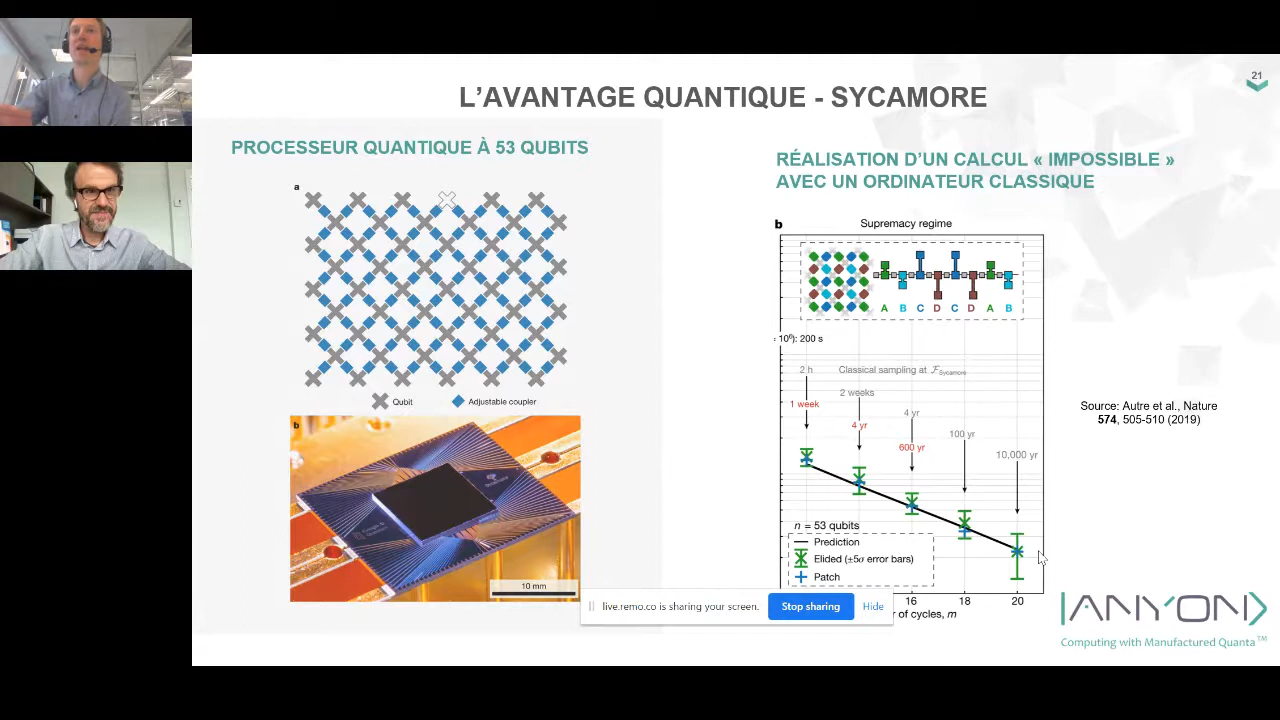 21
L'AVANTAGE QUANTIQUE - SYCAMORE
PROCESSEUR QUANTIQUE À 53 QUBITS
a
Qubit
Adjustable coupler
b
10 mm
RÉALISATION D'UN CALCUL « IMPOSSIBLE »
AVEC UN ORDINATEUR CLASSIQUE
b
Supremacy regime
A B C D C D A B
: 10⁰): 200 s
2 h
Classical sampling at ℱSycamore
1 week
2 weeks
4 yr
4 yr
600 yr
100 yr
10,000 yr
n = 53 qubits
Prediction
Elided (±5σ error bars)
Patch
16 18 20
r of cycles, m
Source: Autre et al., Nature
574, 505-510 (2019)
live.remo.co is sharing your screen.
Stop sharing
Hide
ANYON
Computing with Manufactured Quanta™